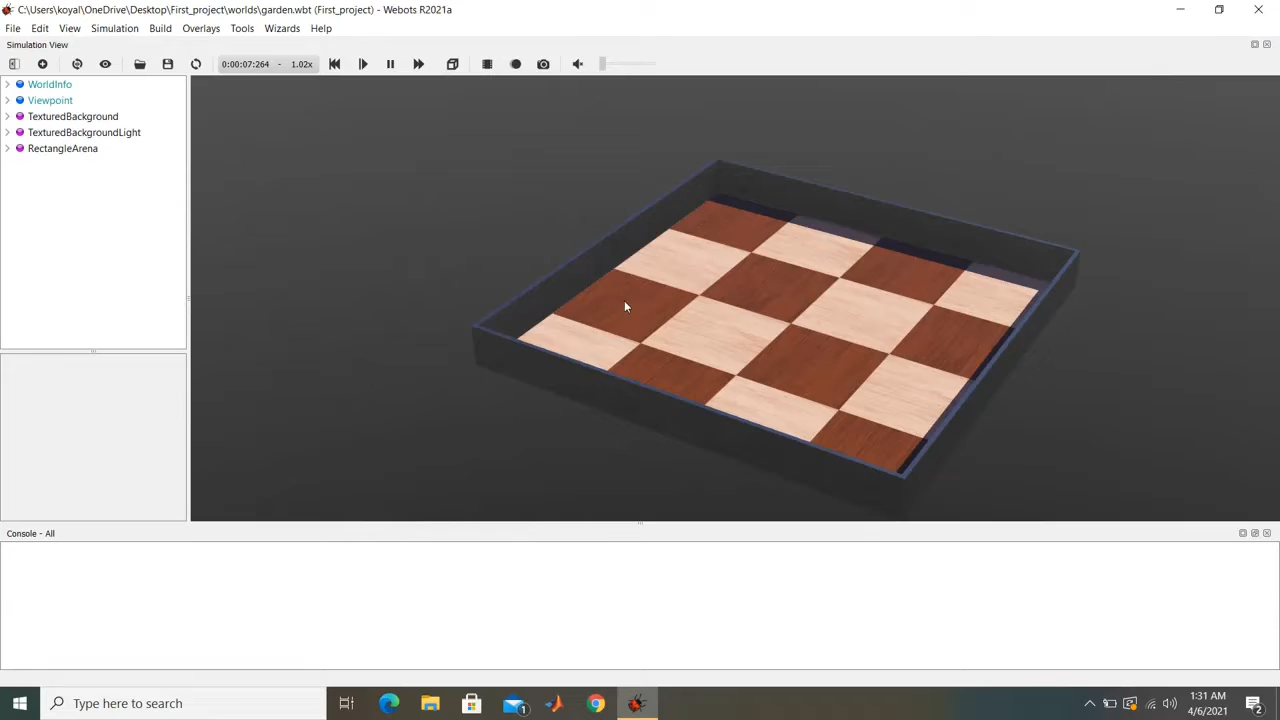 C:\Users\koyal\OneDrive\Desktop\First_project\worlds\garden.wbt (First_project) - Webots R2021a
File Edit View Simulation Build Overlays Tools Wizards Help
Simulation View
0:00:07:264 - 1.02x
WorldInfo
Viewpoint
TexturedBackground
TexturedBackgroundLight
RectangleArena
Console - All
Type here to search
1
1:31 AM
4/6/2021
2